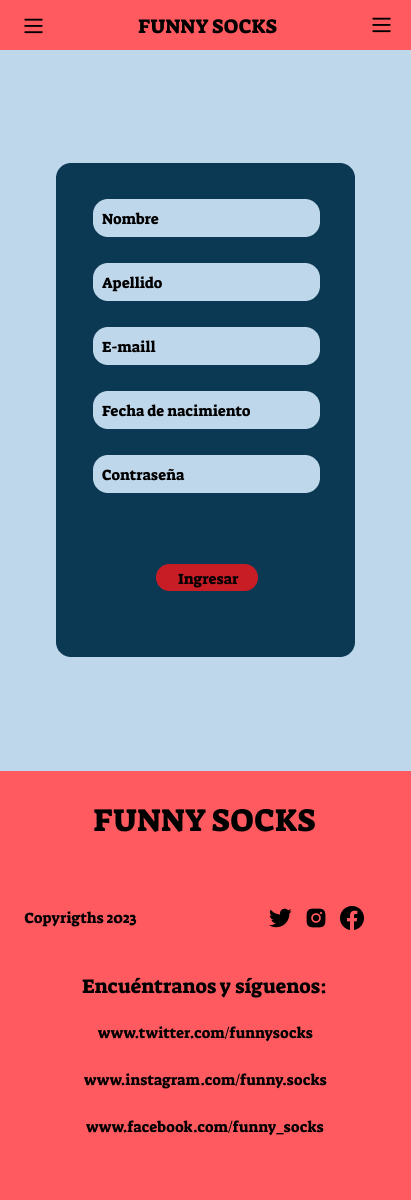 FUNNY SOCKS
Nombre
Apellido
E-maill
Fecha de nacimiento
Contraseña
Ingresar
FUNNY SOCKS
Copyrigths 2023
Encuéntranos y síguenos:
www.twitter.com/funnysocks
www.instagram.com/funny.socks
www.facebook.com/funny_socks